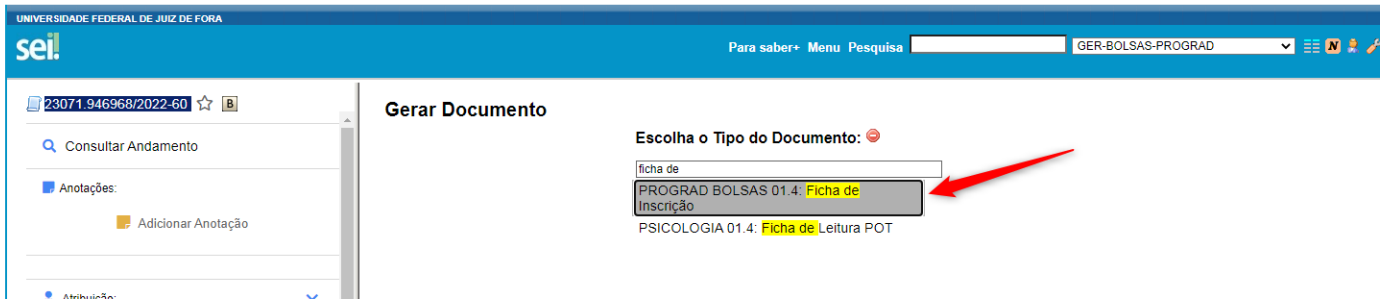 UNIVERSIDADE FEDERAL DE JUIZ DE FORA
sei!
Para saber+ Menu Pesquisa
GER-BOLSAS-PROGRAD
N
23071.946968/2022-60
B
Consultar Andamento
Anotações:
Adicionar Anotação
Atribuição:
Gerar Documento
Escolha o Tipo do Documento:
ficha de
PROGRAD BOLSAS 01.4: Ficha de
Inscrição
PSICOLOGIA 01.4: Ficha de Leitura POT